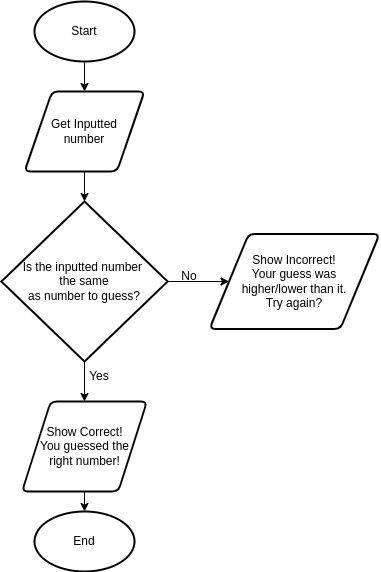 Start
Get Inputted
number
Is the inputted number
the same
as number to guess?
No
Show Incorrect!
Your guess was
higher/lower than it.
Try again?
Yes
Show Correct!
You guessed the
right number!
End